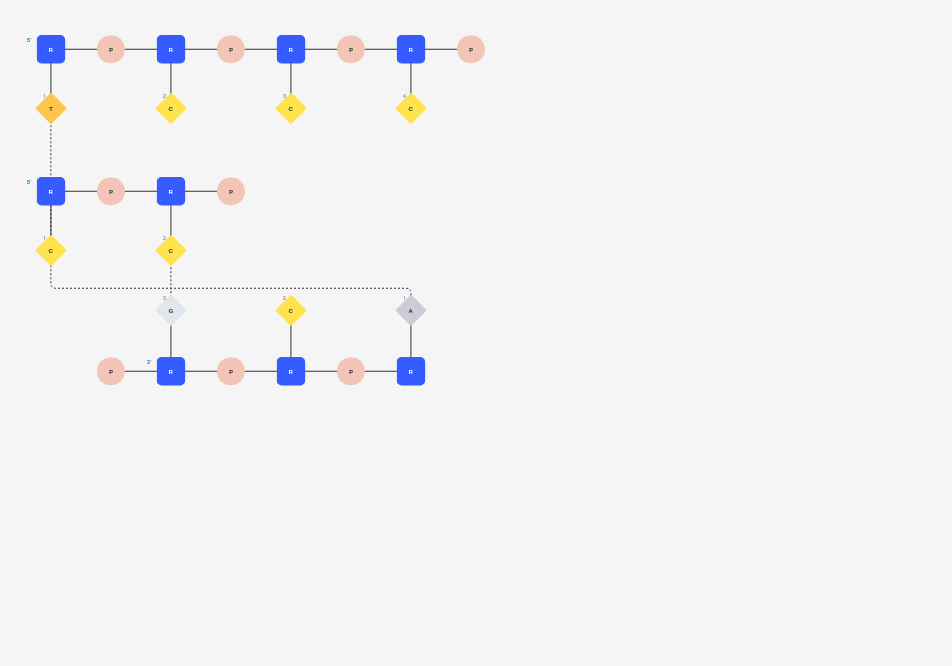 5' R P R P R P R P
1 2 3 4
T C C C
5' R P R P
1 2
C C
3 2 1
G C A
3'
P R P R P R